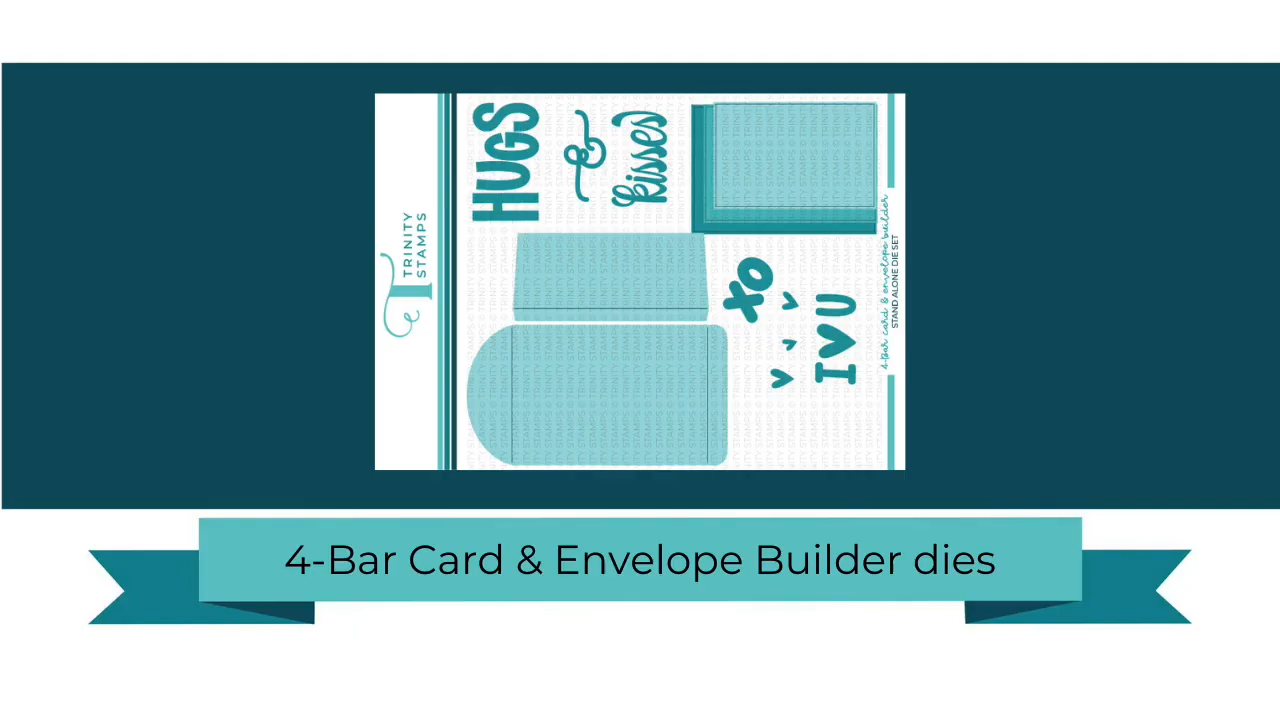 TRINITY
STAMPS
HUGS
&
kisses
XO
I U
4-Bar card & envelope builder
STAND ALONE DIE SET
4-Bar Card & Envelope Builder dies